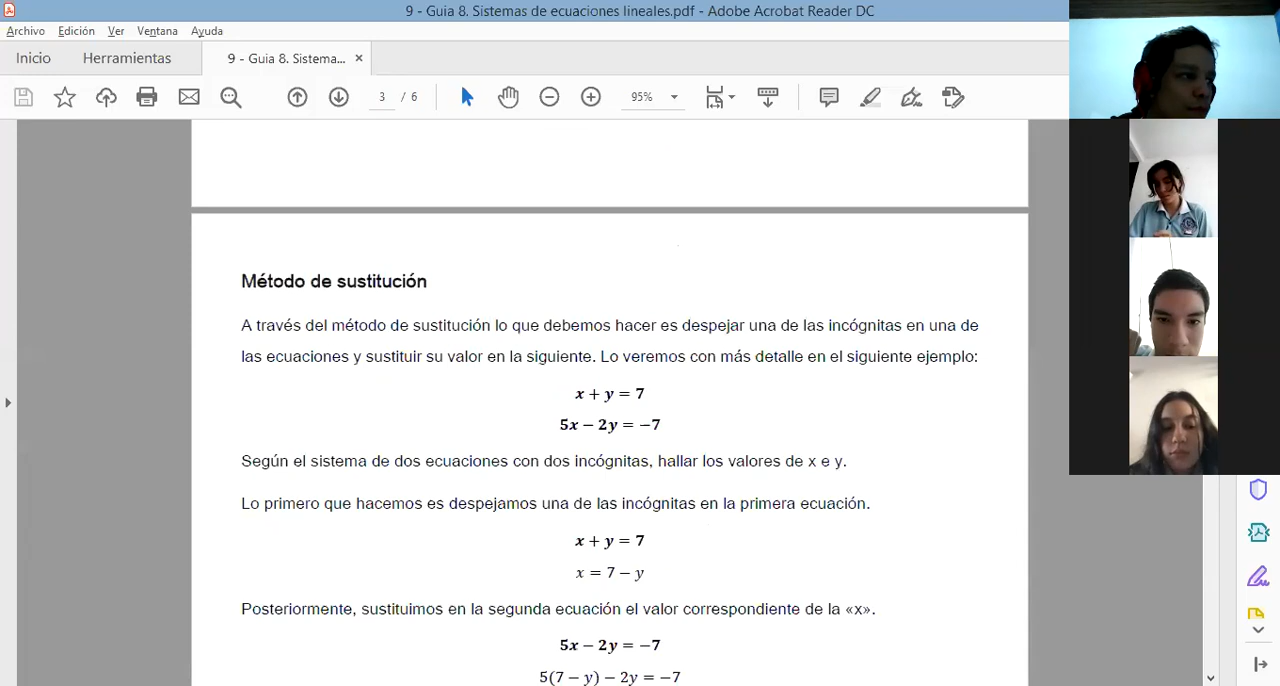 9 - Guia 8. Sistemas de ecuaciones lineales.pdf - Adobe Acrobat Reader DC
Archivo Edición Ver Ventana Ayuda
Inicio Herramientas 9 - Guia 8. Sistema... ×
3 / 6 95%
Método de sustitución
A través del método de sustitución lo que debemos hacer es despejar una de las incógnitas en una de
las ecuaciones y sustituir su valor en la siguiente. Lo veremos con más detalle en el siguiente ejemplo:
x + y = 7
5x − 2y = −7
Según el sistema de dos ecuaciones con dos incógnitas, hallar los valores de x e y.
Lo primero que hacemos es despejamos una de las incógnitas en la primera ecuación.
x + y = 7
x = 7 − y
Posteriormente, sustituimos en la segunda ecuación el valor correspondiente de la «x».
5x − 2y = −7
5(7 − y) − 2y = −7